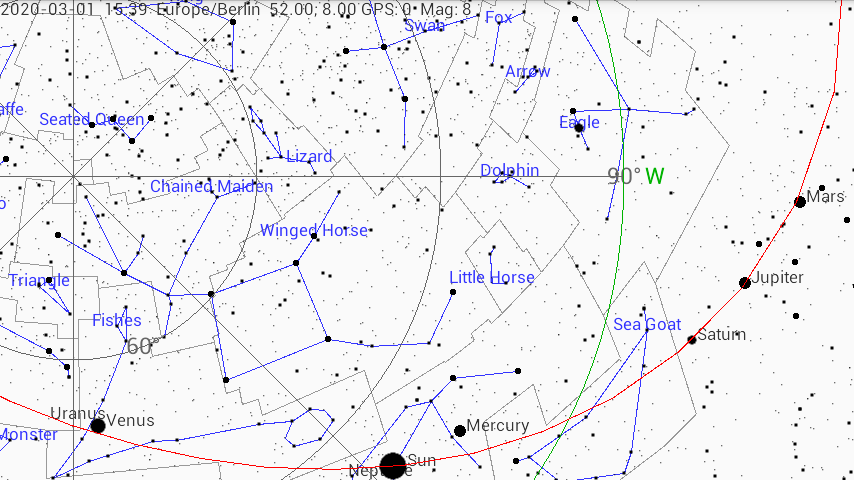 2020-03-01 15:39 Europe/Berlin 52.00; 8.00 GPS: 0 Mag: 8
Fox
Swan
Arrow
affe
Seated Queen
Eagle
Lizard
Dolphin
90° W
Chained Maiden
Mars
o
Winged Horse
Triangle
Little Horse
Jupiter
Fishes
Sea Goat
Saturn
60°
Uranus
Venus
Mercury
Monster
Sun
Neptune